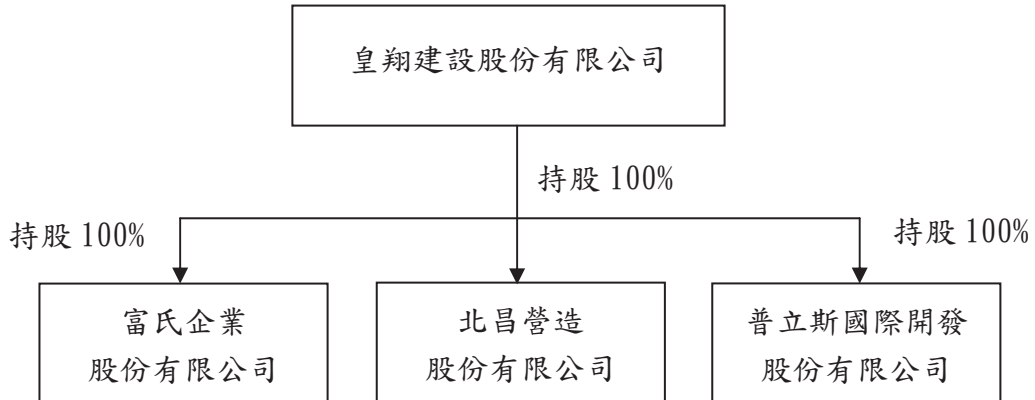 皇翔建設股份有限公司
持股 100%
持股 100%
持股 100%
富氏企業
股份有限公司
北昌營造
股份有限公司
普立斯國際開發
股份有限公司